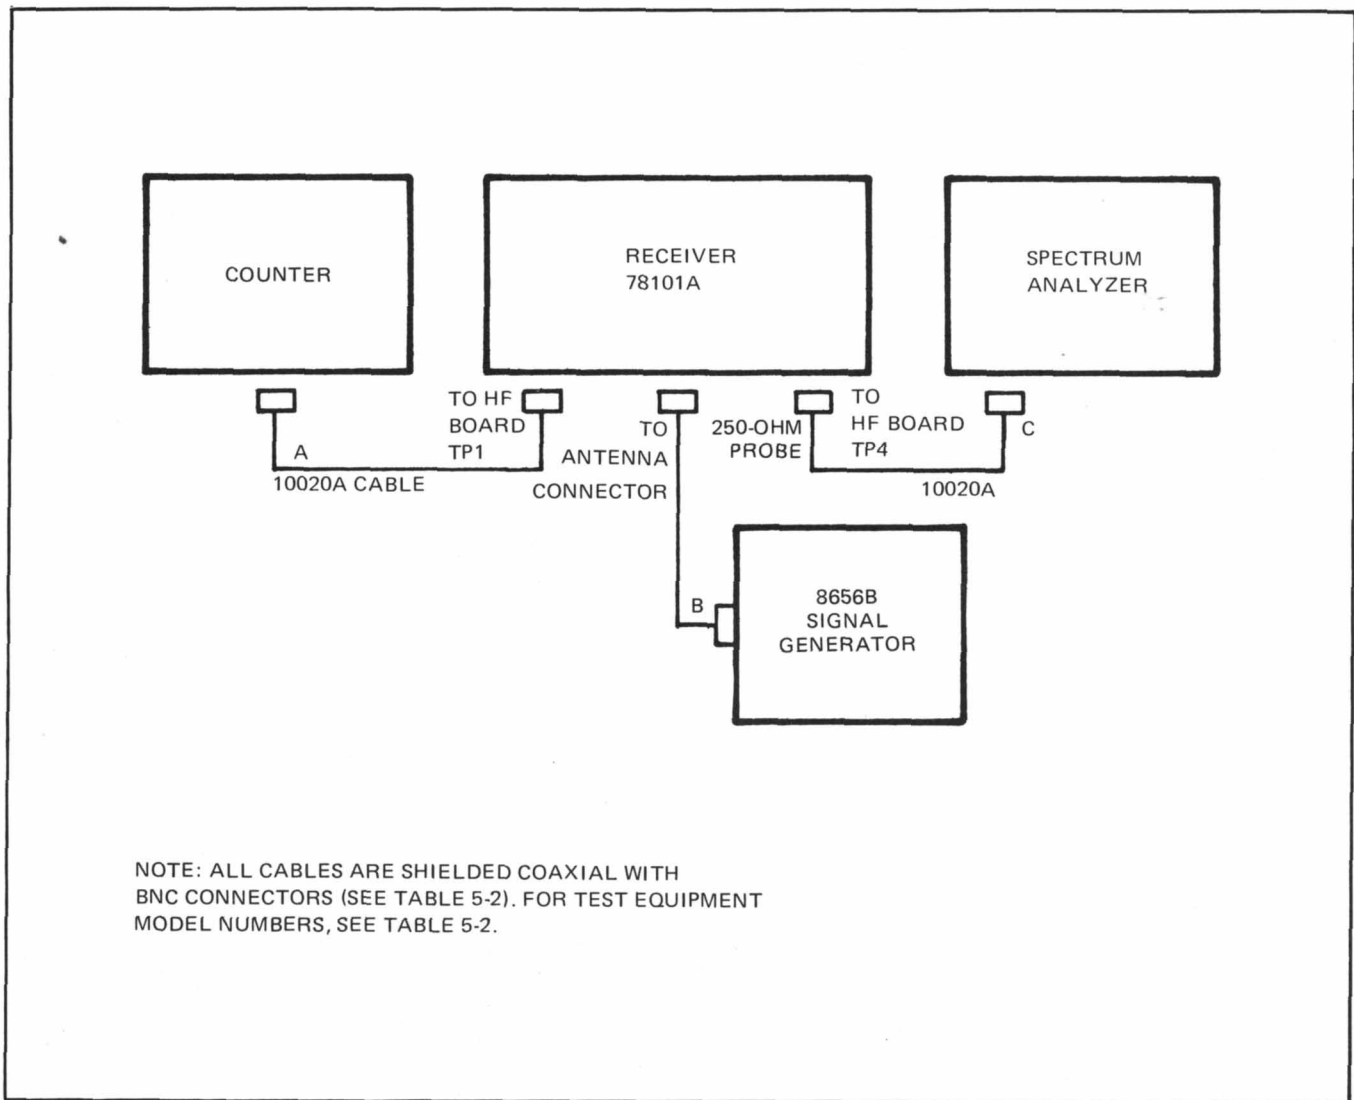 COUNTER
RECEIVER
78101A
SPECTRUM
ANALYZER
TO HF
BOARD
TP1
A
10020A CABLE
TO
ANTENNA
CONNECTOR
250-OHM
PROBE
TO
HF BOARD
TP4
C
10020A
B
8656B
SIGNAL
GENERATOR
NOTE: ALL CABLES ARE SHIELDED COAXIAL WITH
BNC CONNECTORS (SEE TABLE 5-2). FOR TEST EQUIPMENT
MODEL NUMBERS, SEE TABLE 5-2.